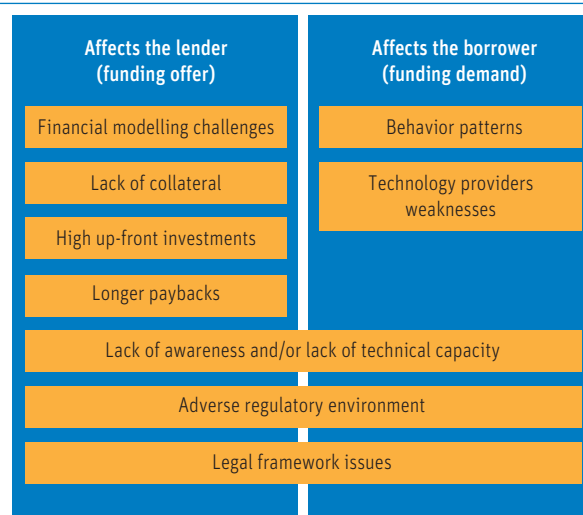 Affects the lender
(funding offer)
Financial modelling challenges
Lack of collateral
High up-front investments
Longer paybacks
Affects the borrower
(funding demand)
Behavior patterns
Technology providers
weaknesses
Lack of awareness and/or lack of technical capacity
Adverse regulatory environment
Legal framework issues